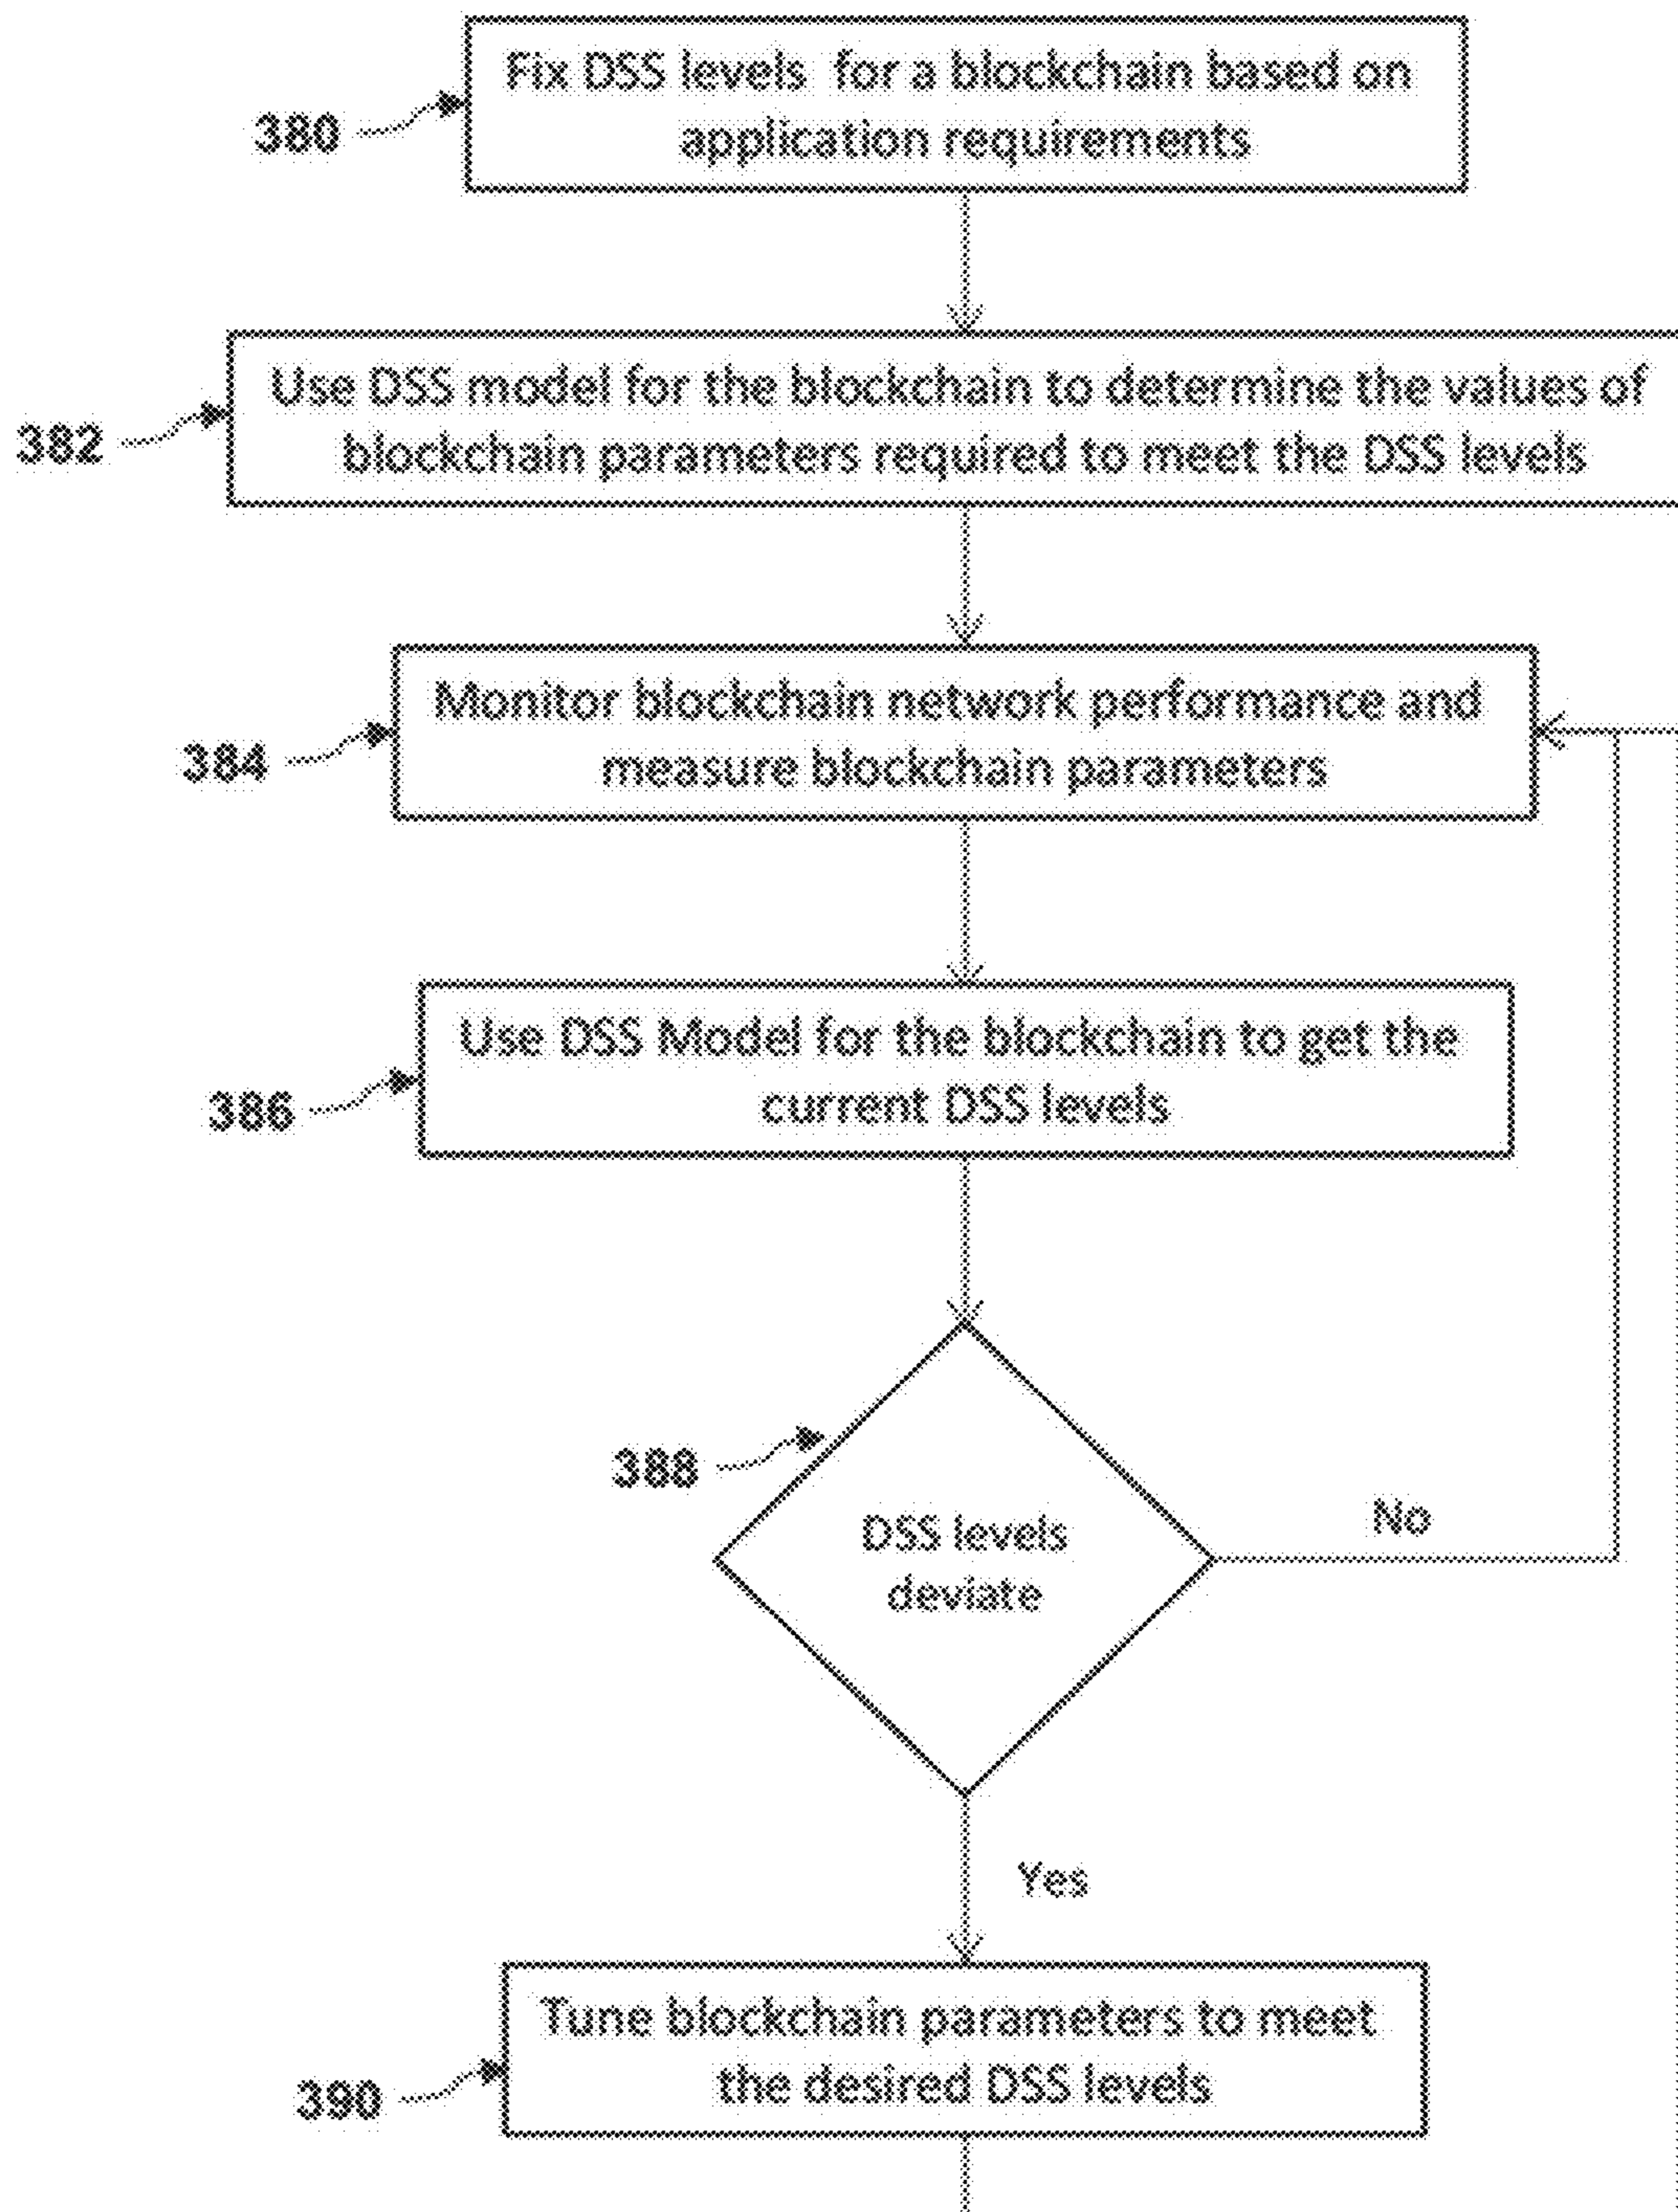 Fix DSS levels for a blockchain based on
application requirements
380
Use DSS model for the blockchain to determine the values of
blockchain parameters required to meet the DSS levels
382
Monitor blockchain network performance and
measure blockchain parameters
384
Use DSS Model for the blockchain to get the
current DSS levels
386
388
DSS levels
deviate
No
Yes
Tune blockchain parameters to meet
the desired DSS levels
390